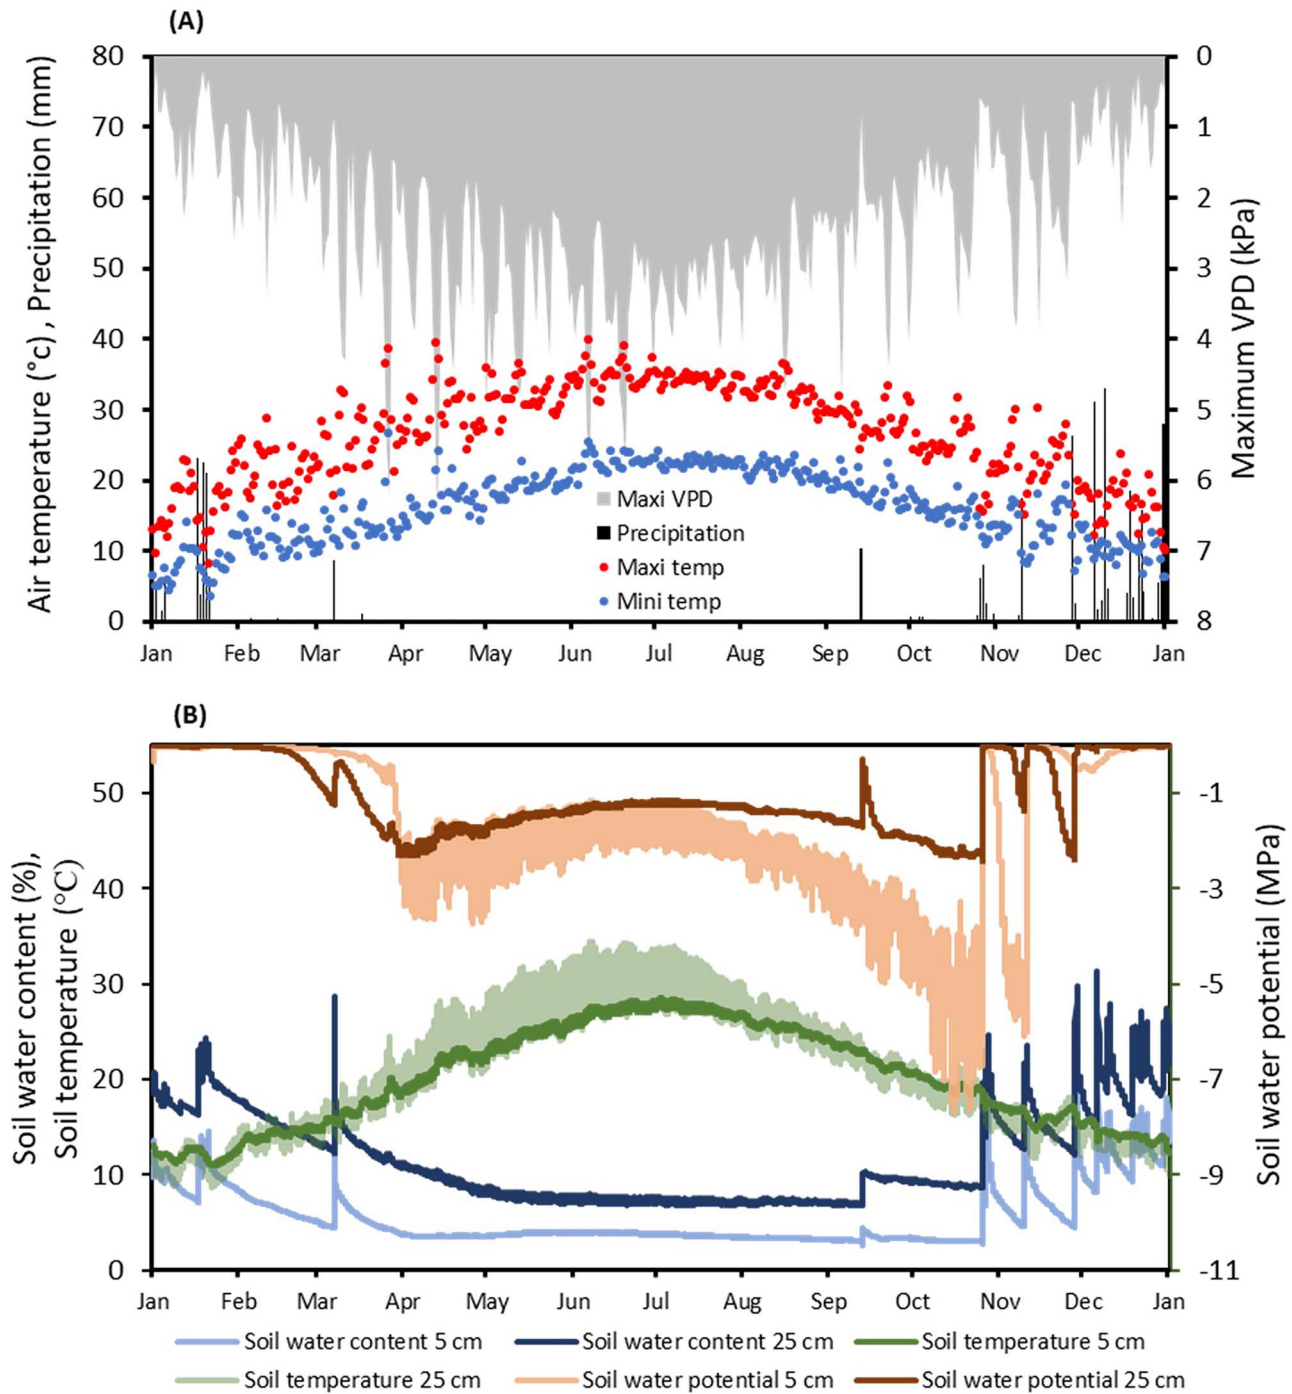 (A)
Air temperature (°c) , Precipitation (mm)
80
70
60
50
40
30
20
10
0
Maximum VPD (kPa)
0
1
2
3
4
5
6
7
8
Maxi VPD
Precipitation
Maxi temp
Mini temp
Jan Feb Mar Apr May Jun Jul Aug Sep Oct Nov Dec Jan
(B)
Soil water content (%),
Soil temperature (°C)
50
40
30
20
10
0
Soil water potential (MPa)
-1
-3
-5
-7
-9
-11
Jan Feb Mar Apr May Jun Jul Aug Sep Oct Nov Dec Jan
Soil water content 5 cm Soil water content 25 cm Soil temperature 5 cm
Soil temperature 25 cm Soil water potential 5 cm Soil water potential 25 cm